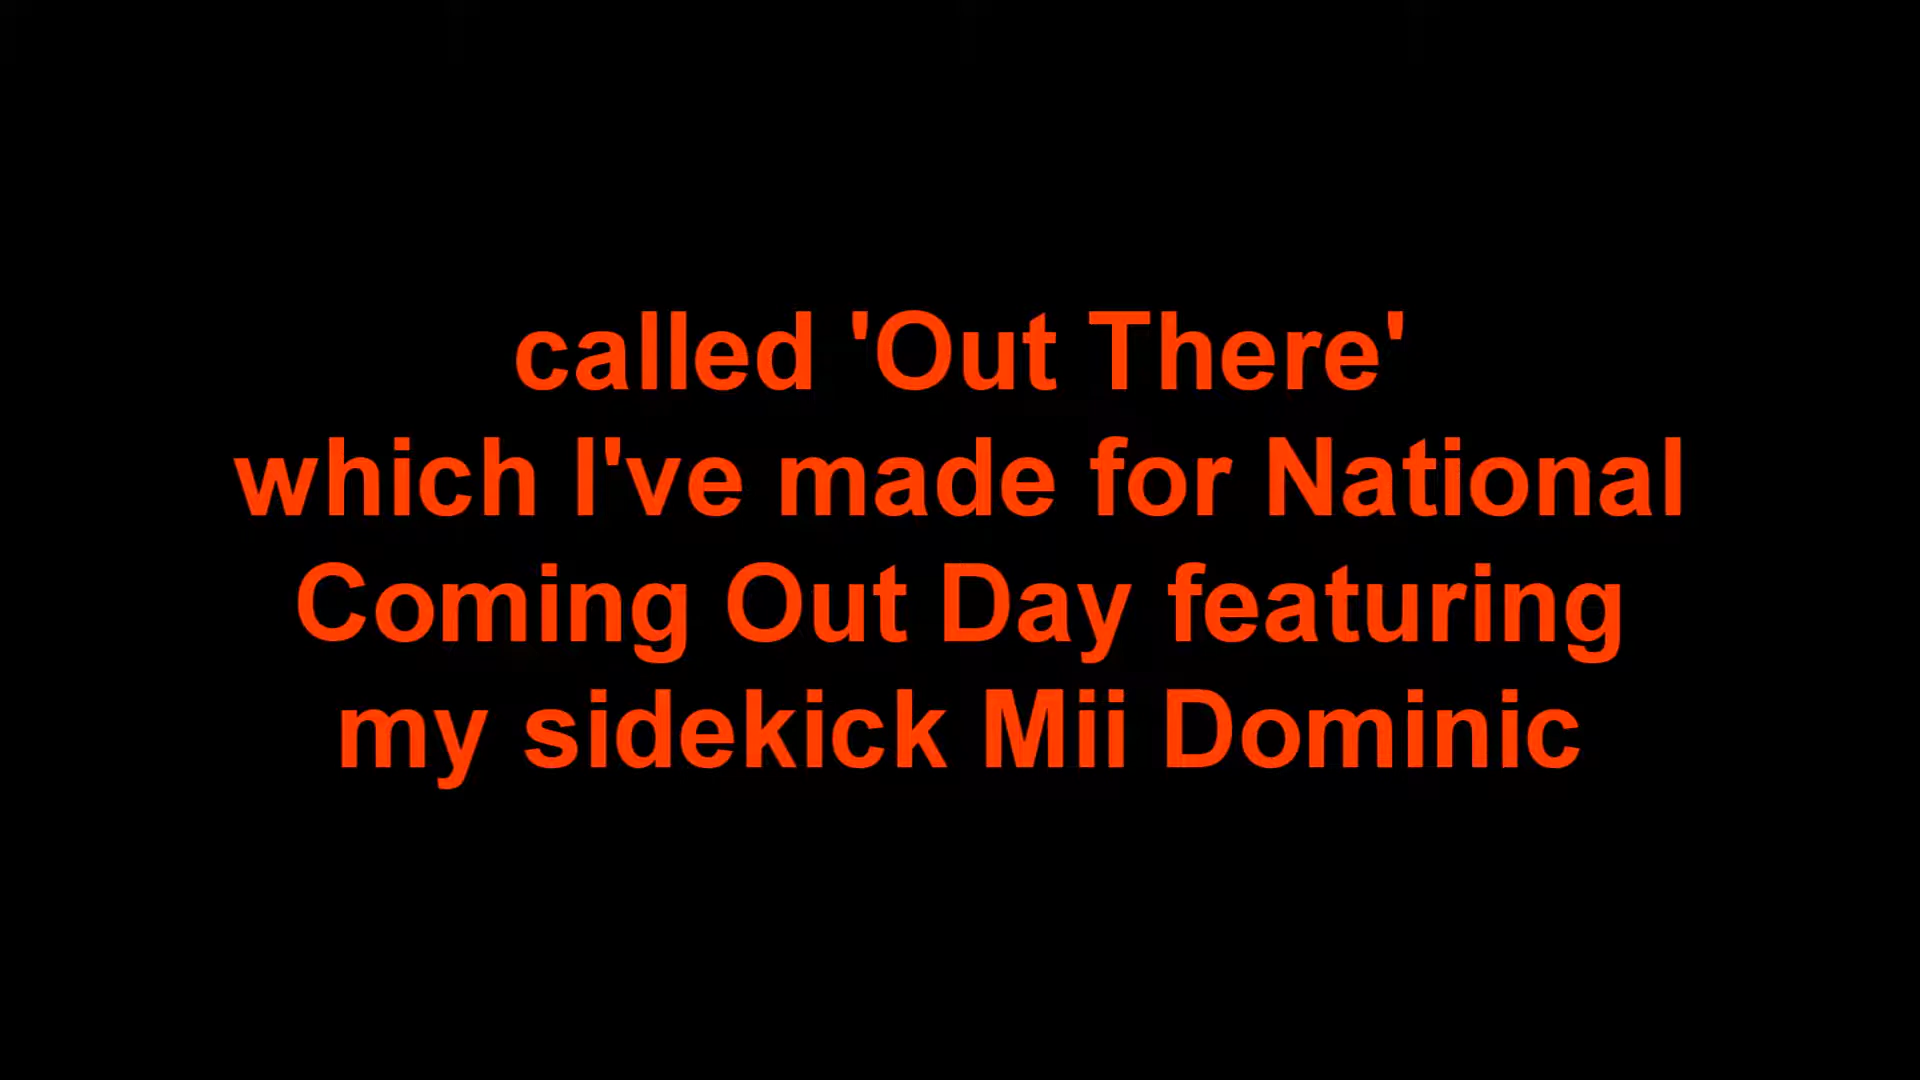 called 'Out There'
which I've made for National
Coming Out Day featuring
my sidekick Mii Dominic